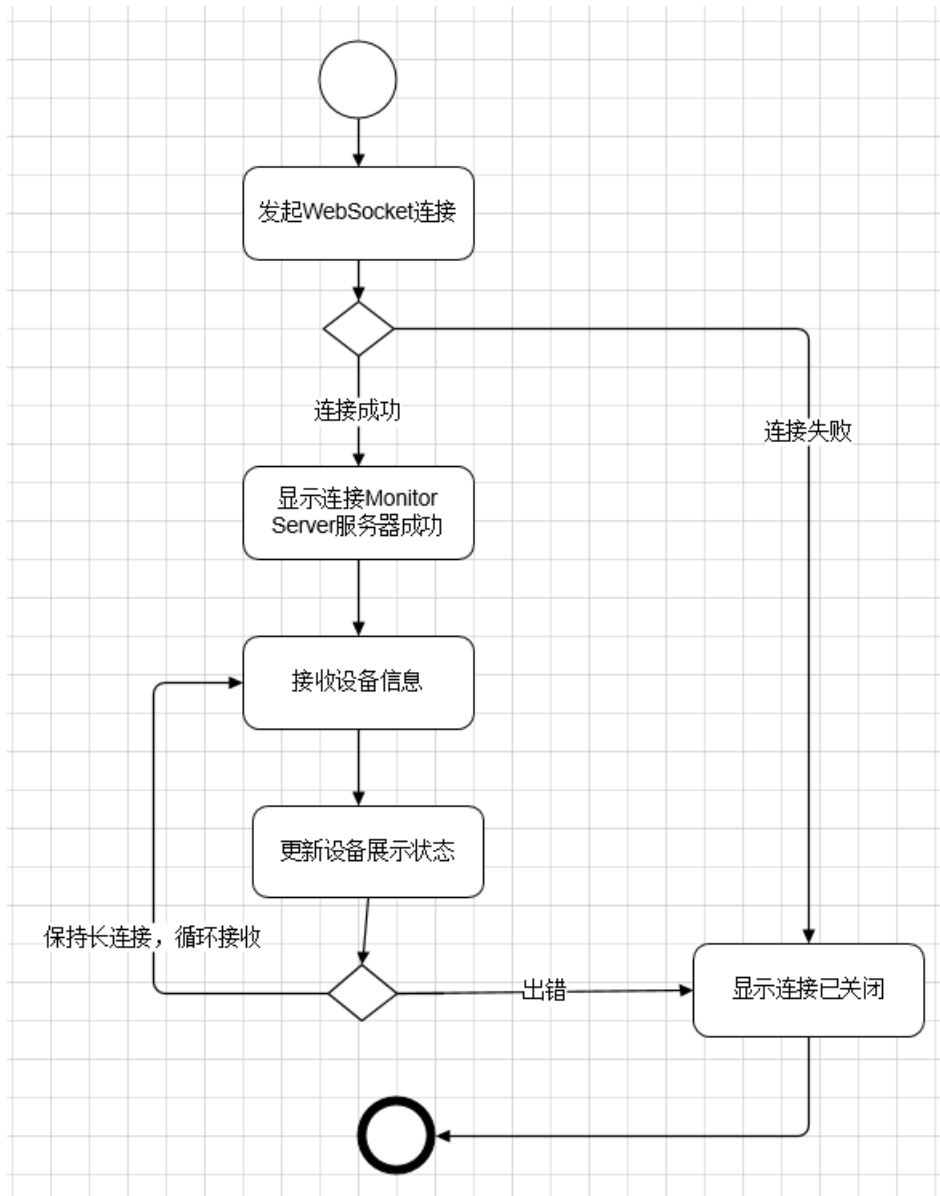 发起WebSocket连接
连接成功
连接失败
显示连接Monitor
Server服务器成功
接收设备信息
更新设备展示状态
保持长连接，循环接收
出错
显示连接已关闭